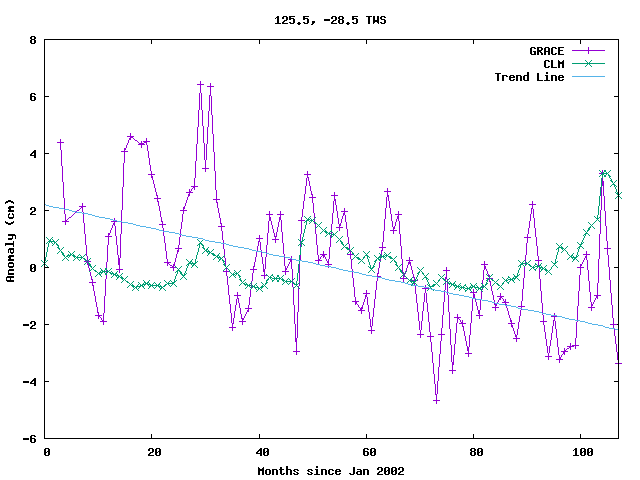 125.5, -28.5 TWS
GRACE
CLM
Trend Line
Anomaly (cm)
8
6
4
2
0
-2
-4
-6
0 20 40 60 80 100
Months since Jan 2002